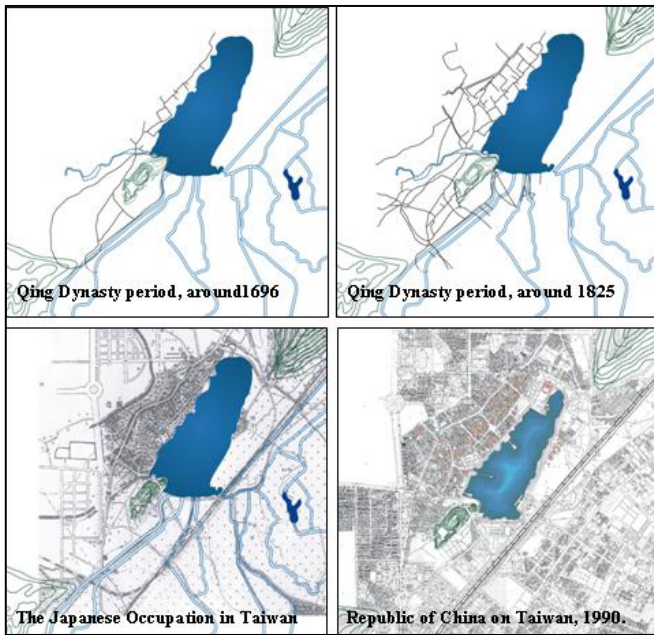 Qing Dynasty period, around1696
Qing Dynasty period, around 1825
The Japanese Occupation in Taiwan
Republic of China on Taiwan, 1990.